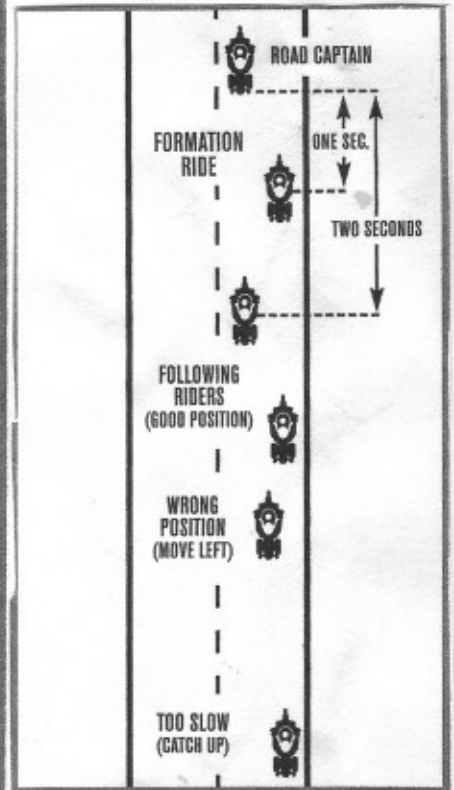 ROAD CAPTAIN
FORMATION
RIDE
ONE SEC.
TWO SECONDS
FOLLOWING
RIDERS
(GOOD POSITION)
WRONG
POSITION
(MOVE LEFT)
TOO SLOW
(CATCH UP)